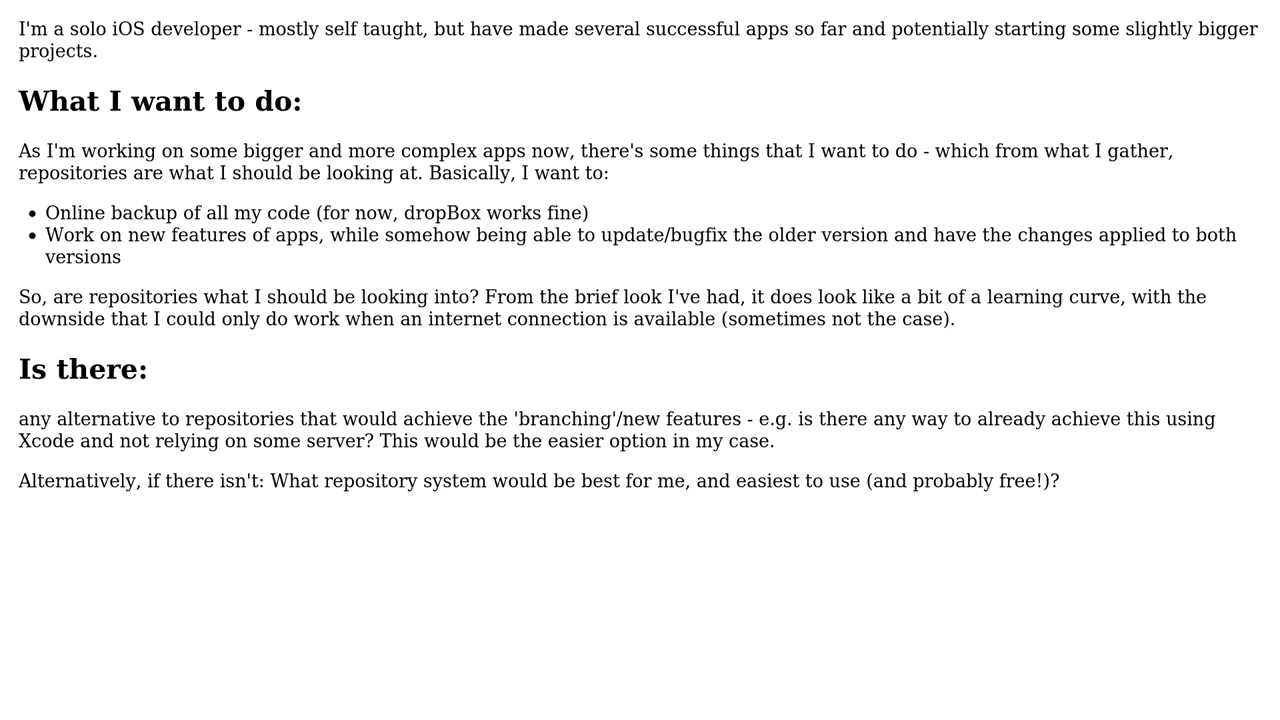 I'm a solo iOS developer - mostly self taught, but have made several successful apps so far and potentially starting some slightly bigger
projects.
What I want to do:
As I'm working on some bigger and more complex apps now, there's some things that I want to do - which from what I gather,
repositories are what I should be looking at. Basically, I want to:
• Online backup of all my code (for now, dropBox works fine)
• Work on new features of apps, while somehow being able to update/bugfix the older version and have the changes applied to both
versions
So, are repositories what I should be looking into? From the brief look I've had, it does look like a bit of a learning curve, with the
downside that I could only do work when an internet connection is available (sometimes not the case).
Is there:
any alternative to repositories that would achieve the 'branching'/new features - e.g. is there any way to already achieve this using
Xcode and not relying on some server? This would be the easier option in my case.
Alternatively, if there isn't: What repository system would be best for me, and easiest to use (and probably free!)?